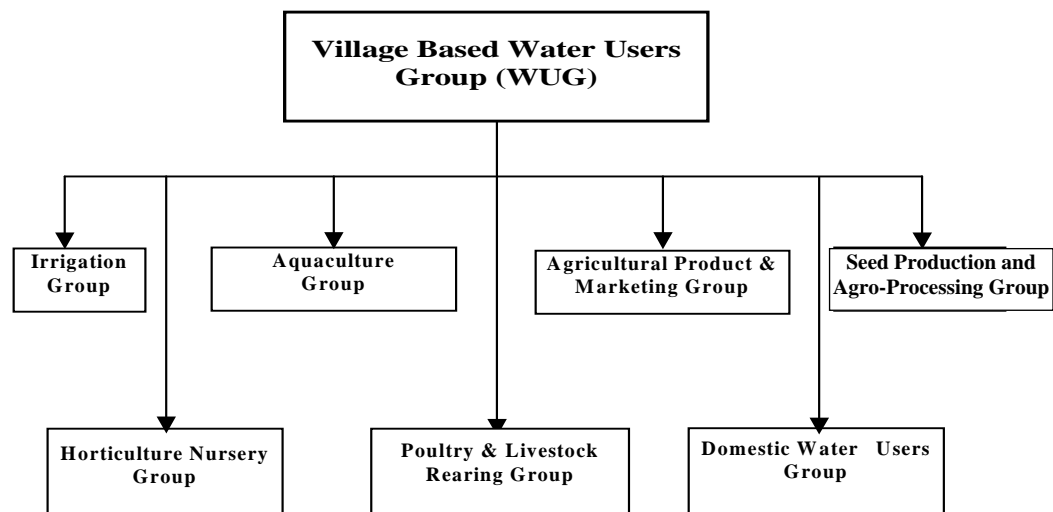 Village Based Water Users
Group (WUG)
Irrigation
Group
Aquaculture
Group
Agricultural Product &
Marketing Group
Seed Production and
Agro-Processing Group
Horticulture Nursery
Group
Poultry & Livestock
Rearing Group
Domestic Water Users
Group